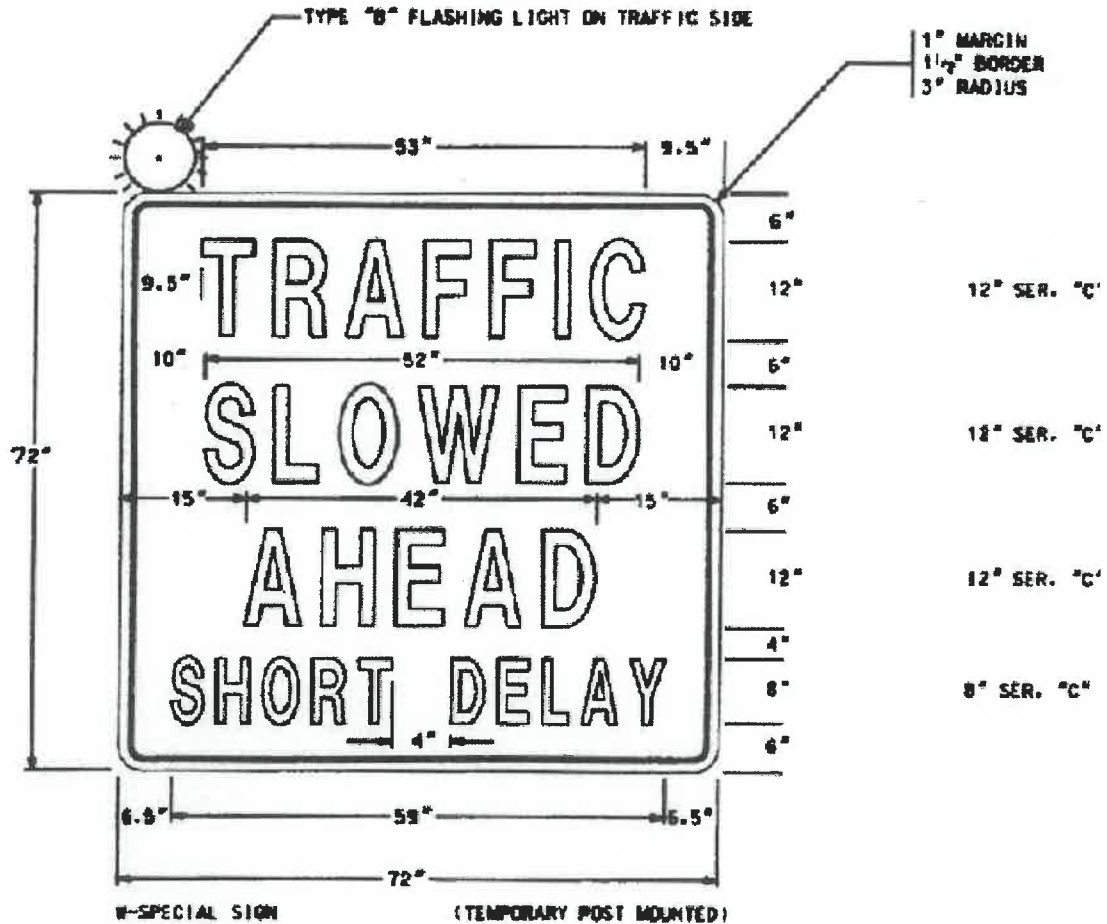 TYPE "B" FLASHING LIGHT ON TRAFFIC SIDE
1" MARGIN
1 1/2" BORDER
3" RADIUS
53" 9.5"
6"
9.5" TRAFFIC 12" 12" SER. "C"
10" 52" 10" 6"
72" SLOWED 12" 12" SER. "C"
15" 42" 15" 6"
AHEAD 12" 12" SER. "C"
4"
SHORT DELAY 8" 8" SER. "C"
4" 6"
6.5" 59" 6.5"
72"
W-SPECIAL SIGN (TEMPORARY POST MOUNTED)